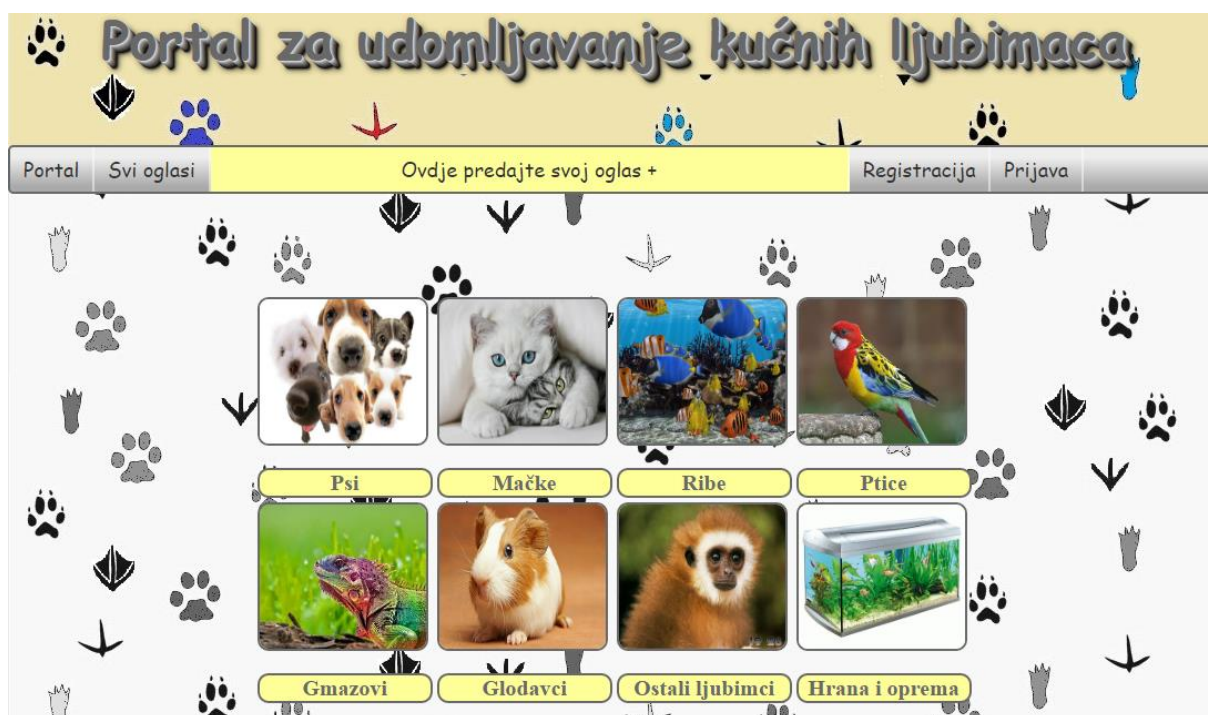 Portal za udomljavanje kućnih ljubimaca
Portal Svi oglasi Ovdje predajte svoj oglas + Registracija Prijava
Psi Mačke Ribe Ptice
Gmazovi Glodavci Ostali ljubimci Hrana i oprema